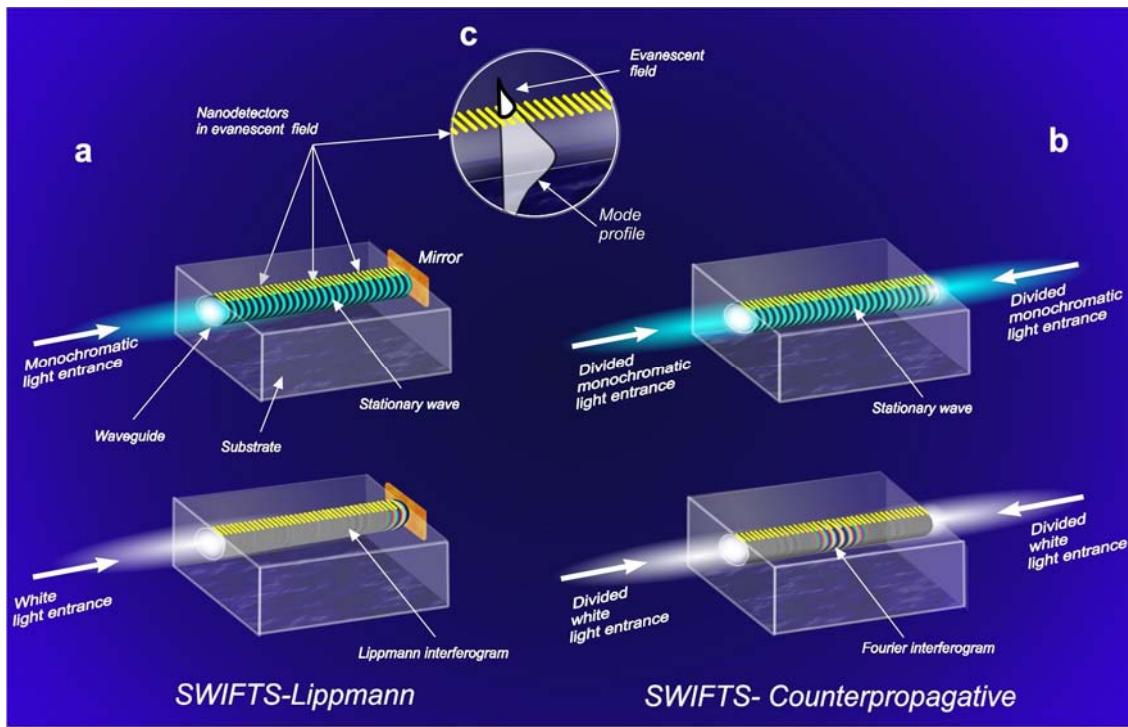 c
Evanescent
field
Nanodetectors
in evanescent field
a
b
Mode
profile
Mirror
Monochromatic
light entrance
Waveguide
Substrate
Stationary wave
Divided
monochromatic
light entrance
Divided
monochromatic
light entrance
Stationary wave
White
light entrance
Lippmann interferogram
Divided
white
light entrance
Divided
white
light entrance
Fourier interferogram
SWIFTS-Lippmann
SWIFTS- Counterpropagative